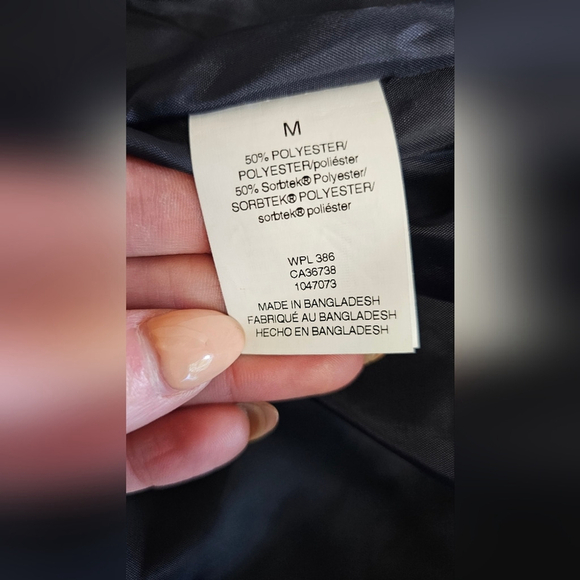 M
50% POLYESTER/
POLYESTER/poliéster
50% Sorbtek® Polyester/
SORBTEK® POLYESTER/
sorbtek® poliéster
WPL 386
CA36738
1047073
MADE IN BANGLADESH
FABRIQUÉ AU BANGLADESH
HECHO EN BANGLADESH